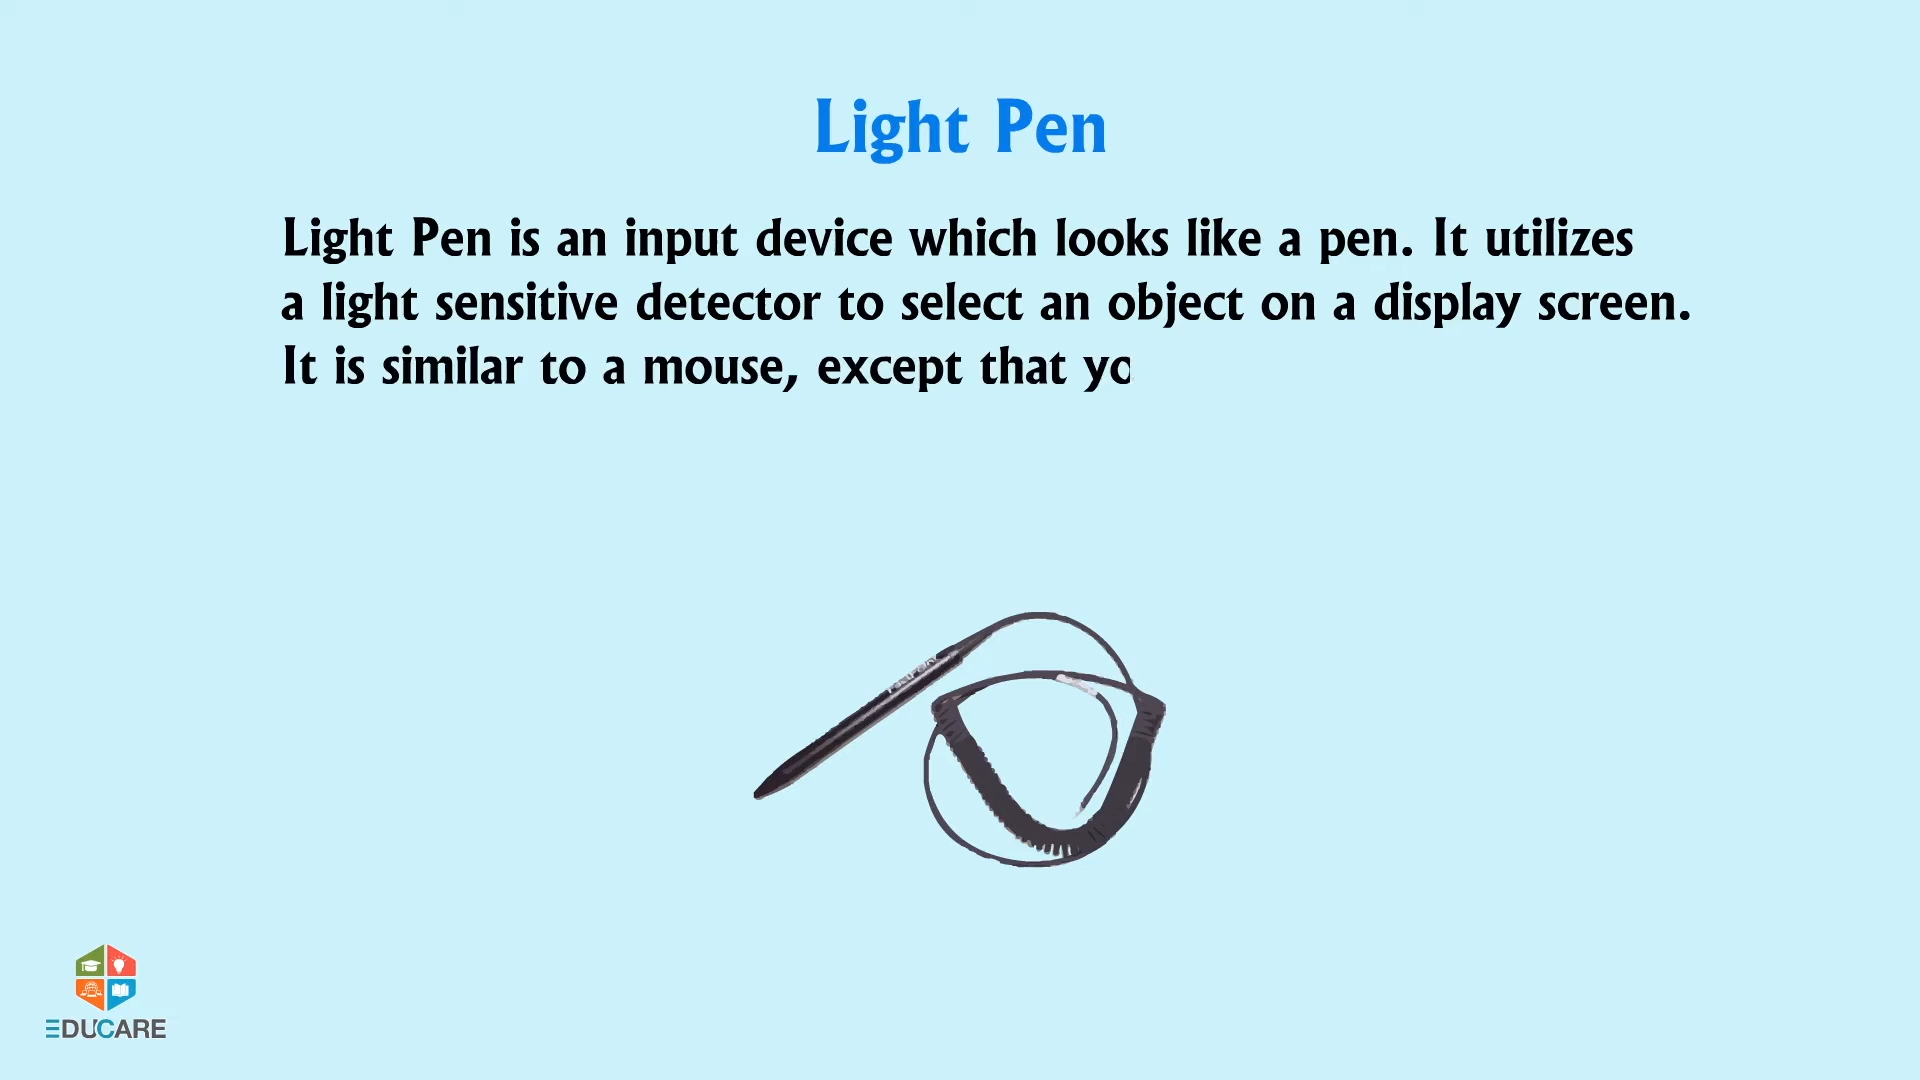 Light Pen
Light Pen is an input device which looks like a pen. It utilizes
a light sensitive detector to select an object on a display screen.
It is similar to a mouse, except that yo
EDUCARE